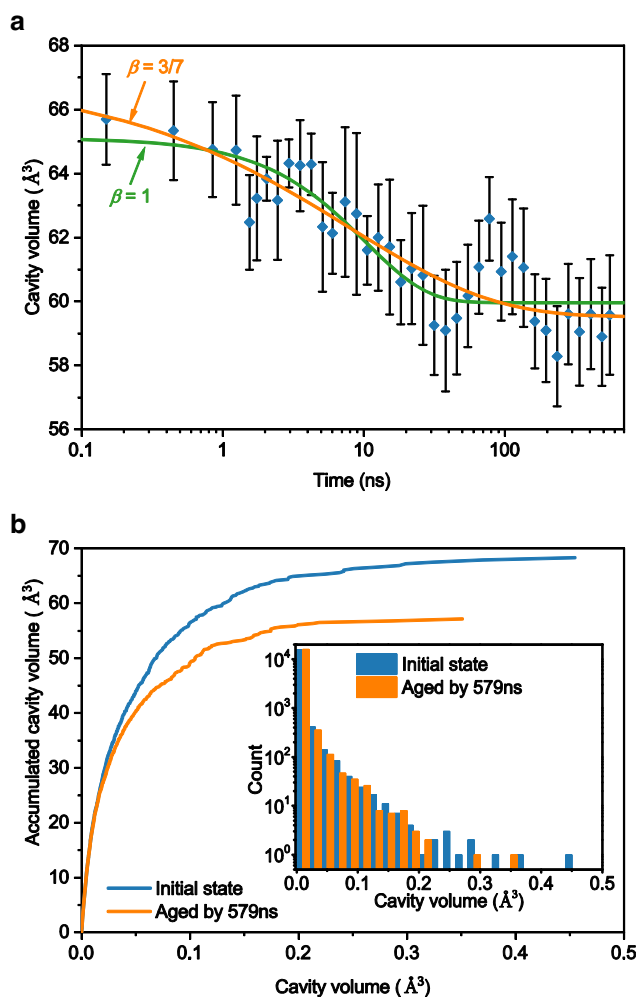 a
68
66
64
62
60
58
56
Cavity volume (Å³)
β = 3/7
β = 1
0.1
1
10
100
Time (ns)
b
70
60
50
40
30
20
10
0
Accumulated cavity volume (Å³)
Initial state
Aged by 579ns
0.0
0.1
0.2
0.3
0.4
0.5
Cavity volume (Å³)
Initial state
Aged by 579ns
10⁴
10³
10²
10¹
10⁰
Count
0.0
0.1
0.2
0.3
0.4
0.5
Cavity volume (Å³)